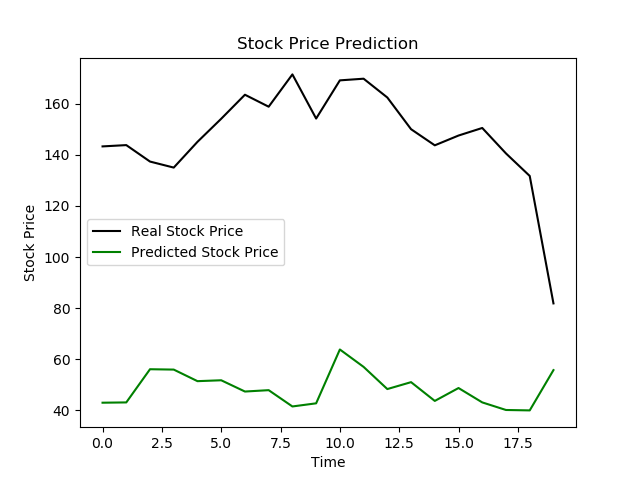 Stock Price Prediction
Stock Price
160
140
120
100
80
60
40
Real Stock Price
Predicted Stock Price
0.0 2.5 5.0 7.5 10.0 12.5 15.0 17.5
Time